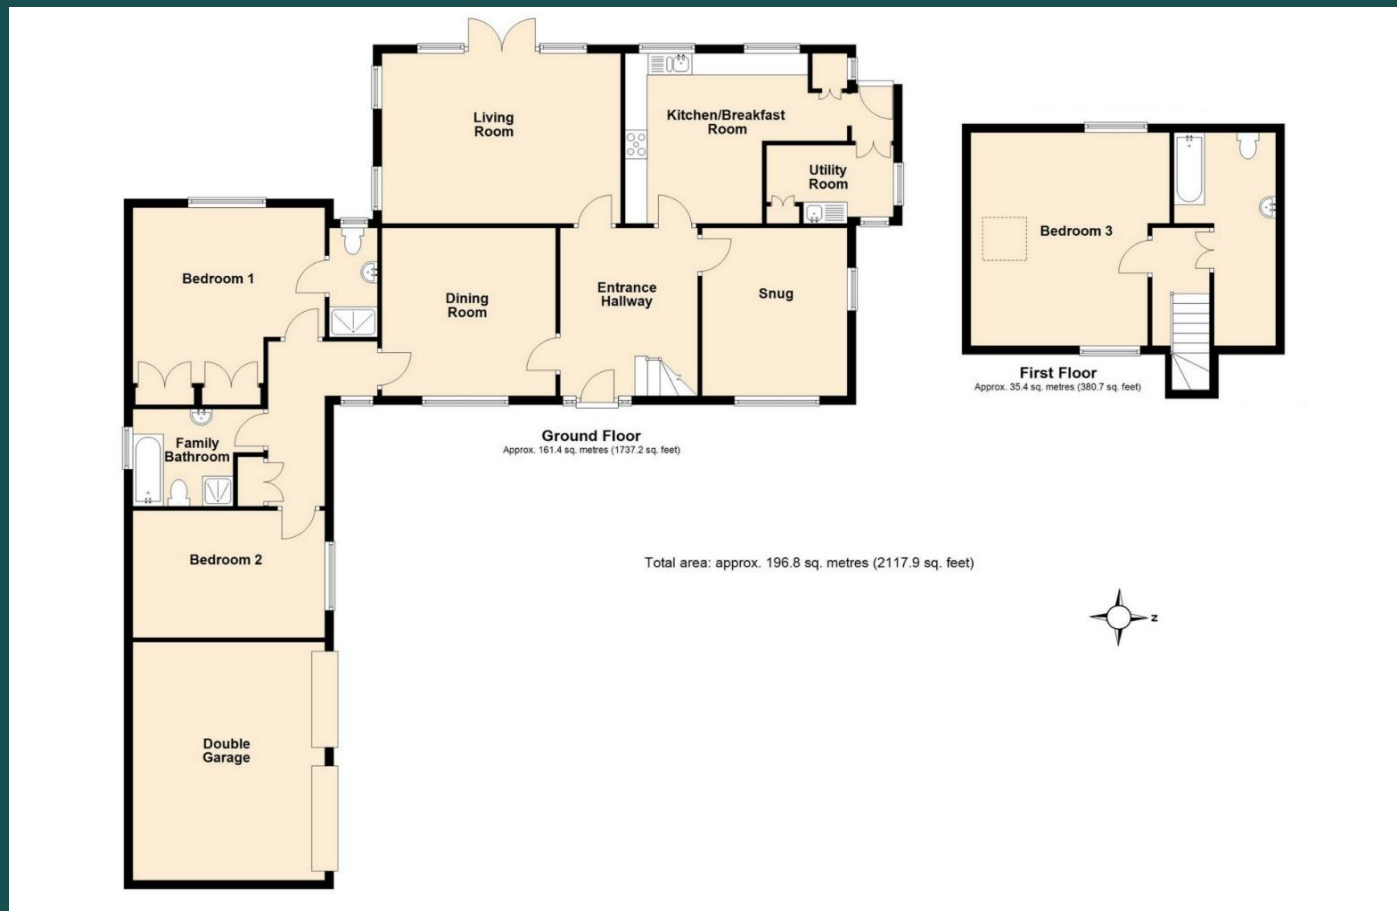 Living
Room
Kitchen/Breakfast
Room
Utility
Room
Bedroom 1
Dining
Room
Entrance
Hallway
Snug
Family
Bathroom
Bedroom 2
Double
Garage
Ground Floor
Approx. 161.4 sq. metres (1737.2 sq. feet)
Bedroom 3
First Floor
Approx. 35.4 sq. metres (380.7 sq. feet)
Total area: approx. 196.8 sq. metres (2117.9 sq. feet)
Z